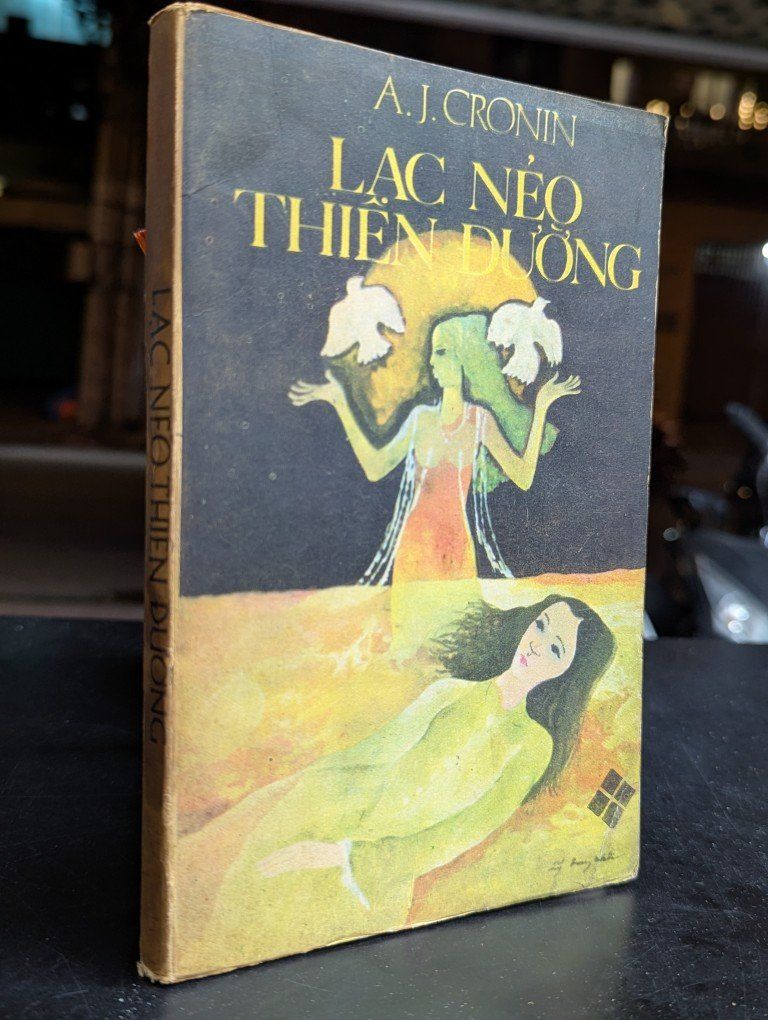 A. J. CRONIN
LẠC NẺO
THIÊN ĐƯỜNG
LẠC NẺO THIÊN ĐƯỜNG